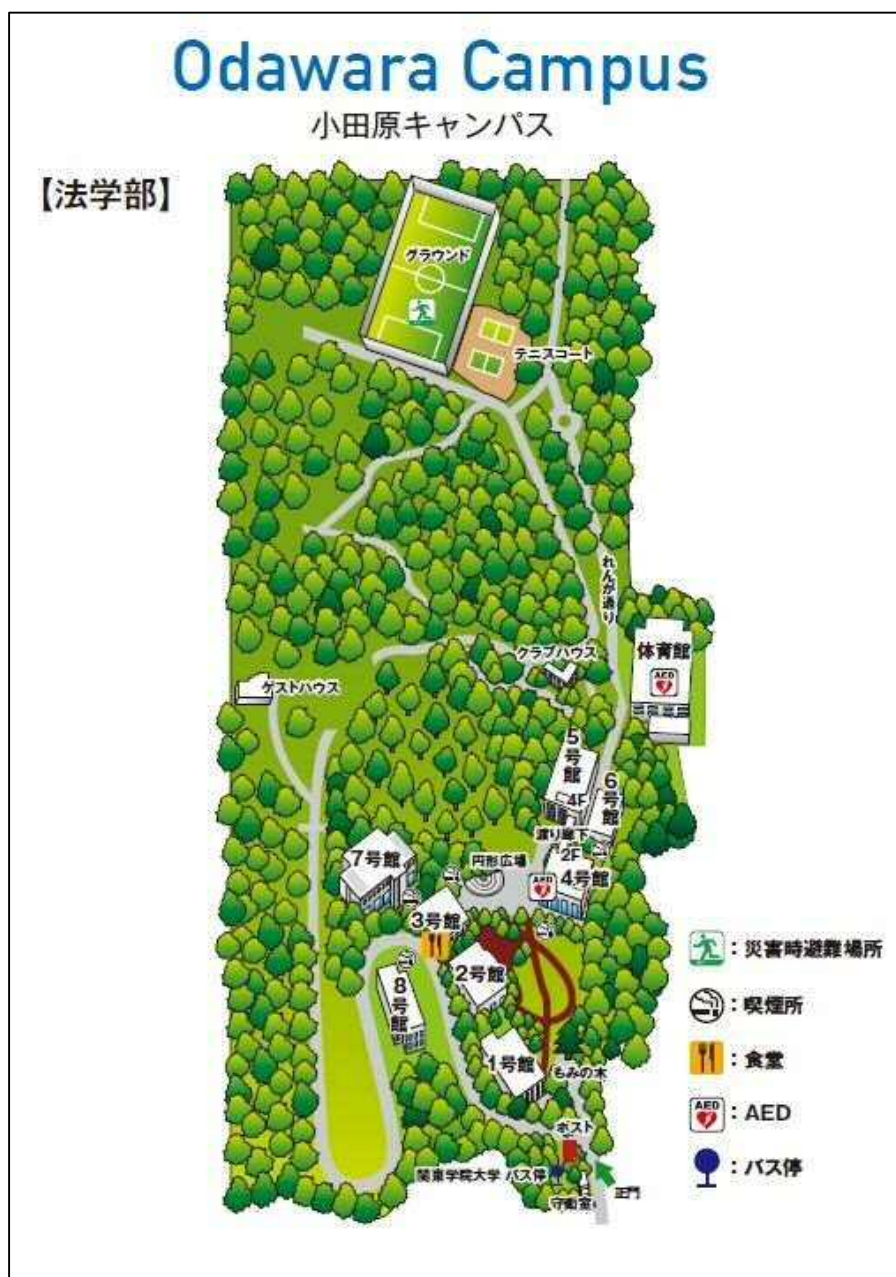 Odawara Campus
小田原キャンパス
【法学部】
グラウンド
テニスコート
れんが通り
体育館
AED
クラブハウス
ゲストハウス
5号館
4F
6号館
渡り廊下
2F
7号館
円形広場
AED
4号館
3号館
2号館
8号館
1号館
もみの木
ポスト
関東学院大学 バス停
正門
守衛室
：災害時避難場所
：喫煙所
：食堂
AED
：AED
：バス停